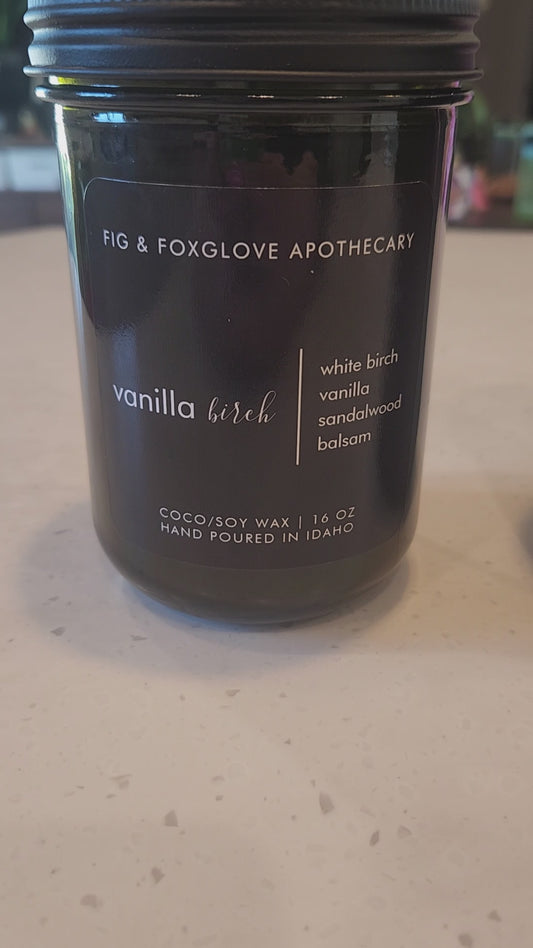 FIG & FOXGLOVE APOTHECARY
vanilla birch
white birch
vanilla
sandalwood
balsam
COCO/SOY WAX | 16 OZ
HAND POURED IN IDAHO